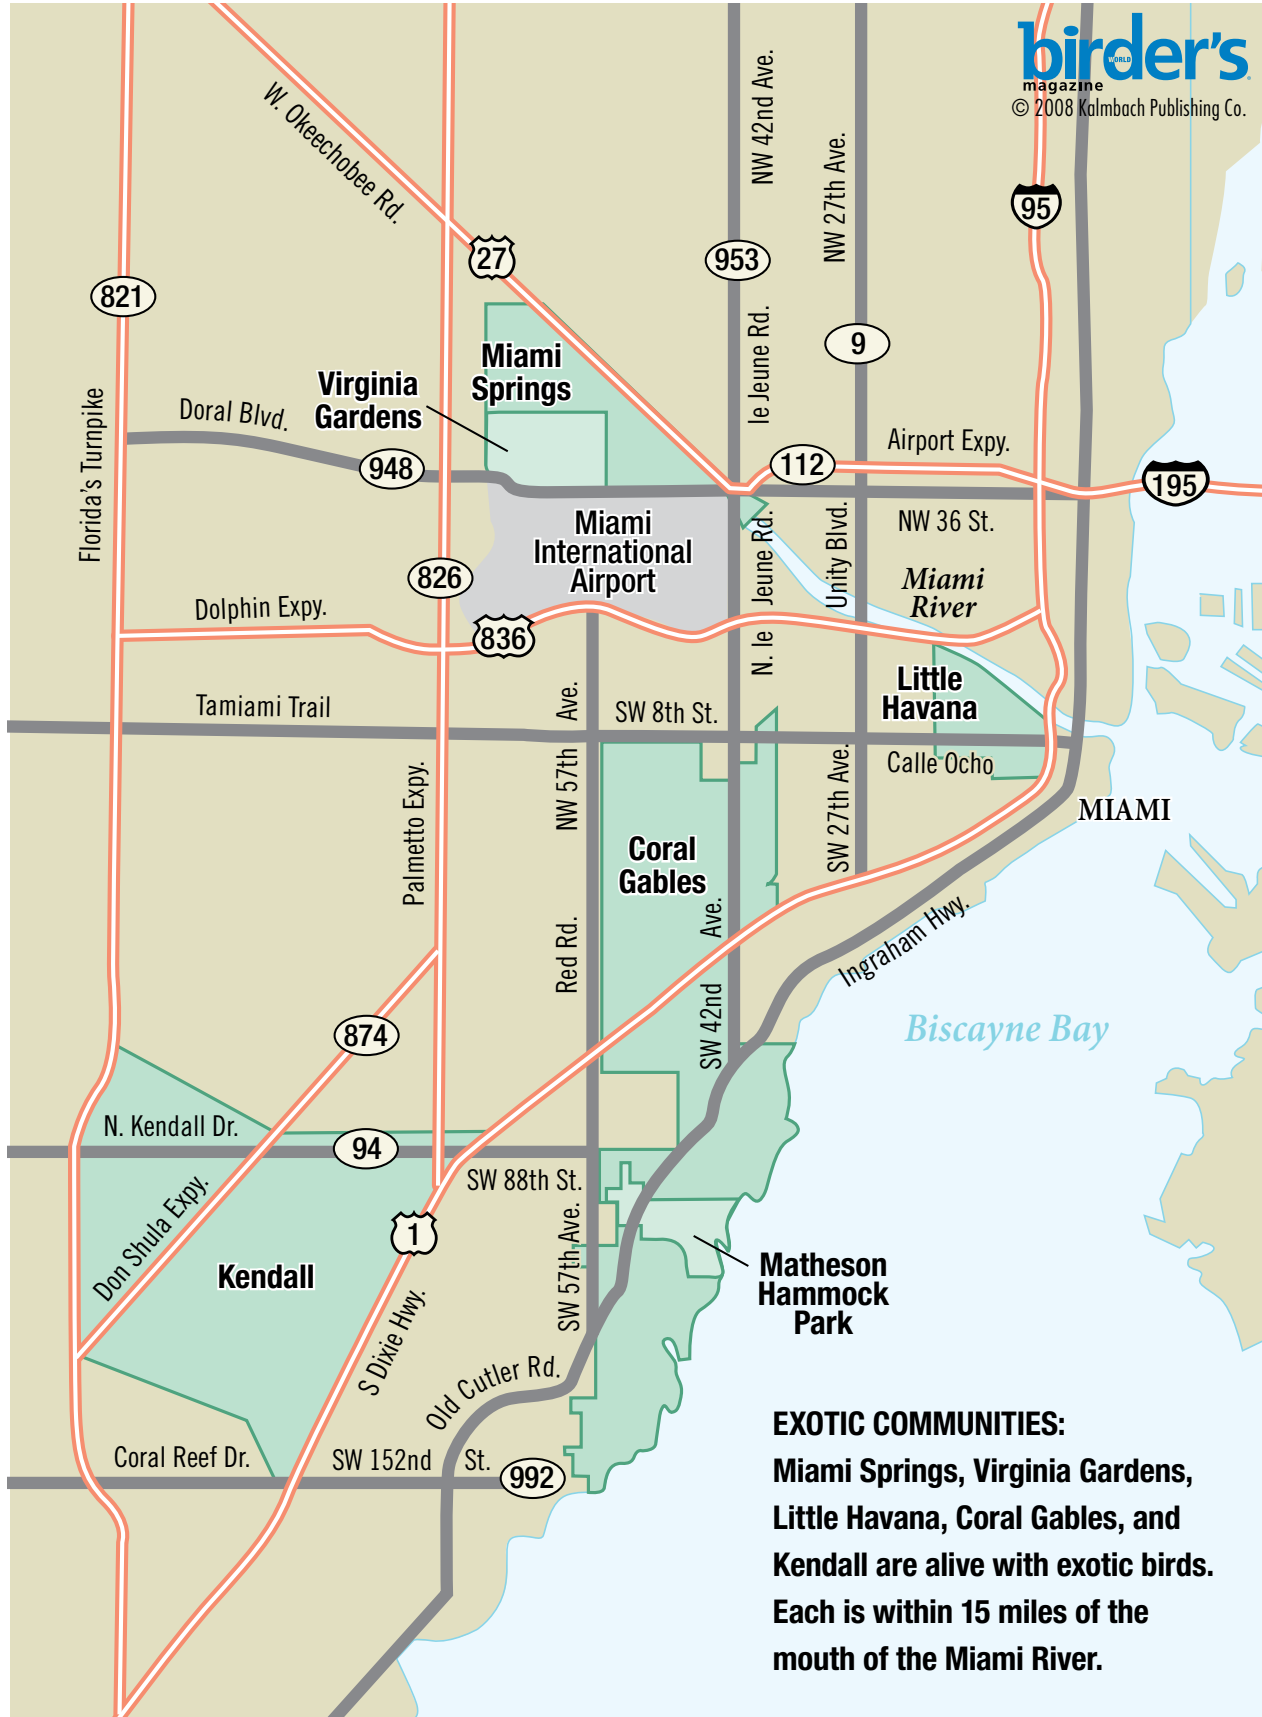 birder's
WORLD
magazine
© 2008 Kalmbach Publishing Co.
W. Okeechobee Rd.
NW 42nd Ave.
NW 27th Ave.
95
27
953
821
le Jeune Rd.
9
Miami
Springs
Virginia
Gardens
Doral Blvd.
Florida's Turnpike
948
112
Airport Expy.
195
NW 36 St.
Miami
International
Airport
N. le Jeune Rd.
Unity Blvd.
826
Miami
River
Dolphin Expy.
836
Tamiami Trail
NW 57th Ave.
SW 8th St.
Little
Havana
Calle Ocho
Palmetto Expy.
SW 27th Ave.
MIAMI
Coral
Gables
Red Rd.
SW 42nd Ave.
Ingraham Hwy.
Biscayne Bay
874
N. Kendall Dr.
94
SW 88th St.
Don Shula Expy.
1
SW 57th Ave.
Kendall
S Dixie Hwy.
Matheson
Hammock
Park
Old Cutler Rd.
Coral Reef Dr.
SW 152nd St.
992
EXOTIC COMMUNITIES:
Miami Springs, Virginia Gardens,
Little Havana, Coral Gables, and
Kendall are alive with exotic birds.
Each is within 15 miles of the
mouth of the Miami River.